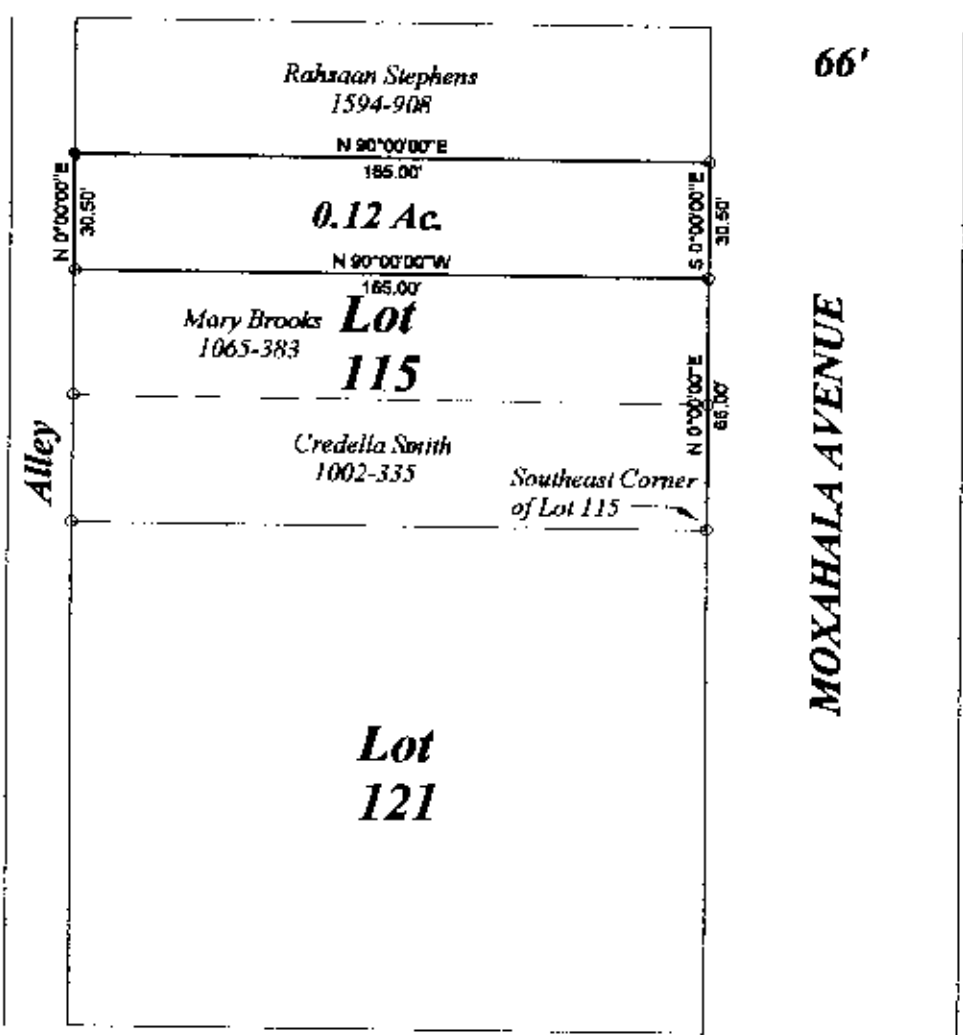 66'
Rahsaan Stephens
1594-908
N 90°00'00"E
165.00'
N 0°00'00"E
30.50'
0.12 Ac.
S 0°00'00"E
30.50'
N 90°00'00"W
165.00'
Mary Brooks
1065-383
Lot
115
N 0°00'00"E
66.00'
Alley
Credella Smith
1002-335
Southeast Corner
of Lot 115
MOXAHALA AVENUE
Lot
121